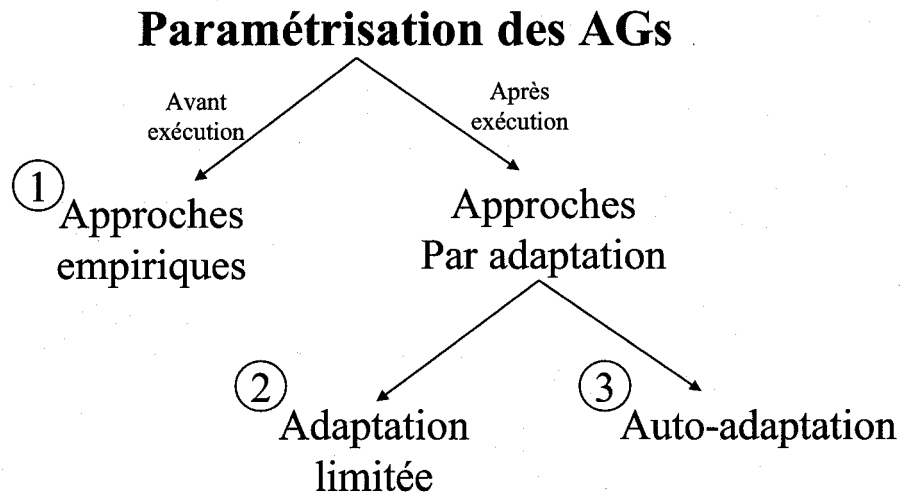 Paramétrisation des AGs
Avant
exécution
Après
exécution
1
Approches
empiriques
Approches
Par adaptation
2
Adaptation
limitée
3
Auto-adaptation